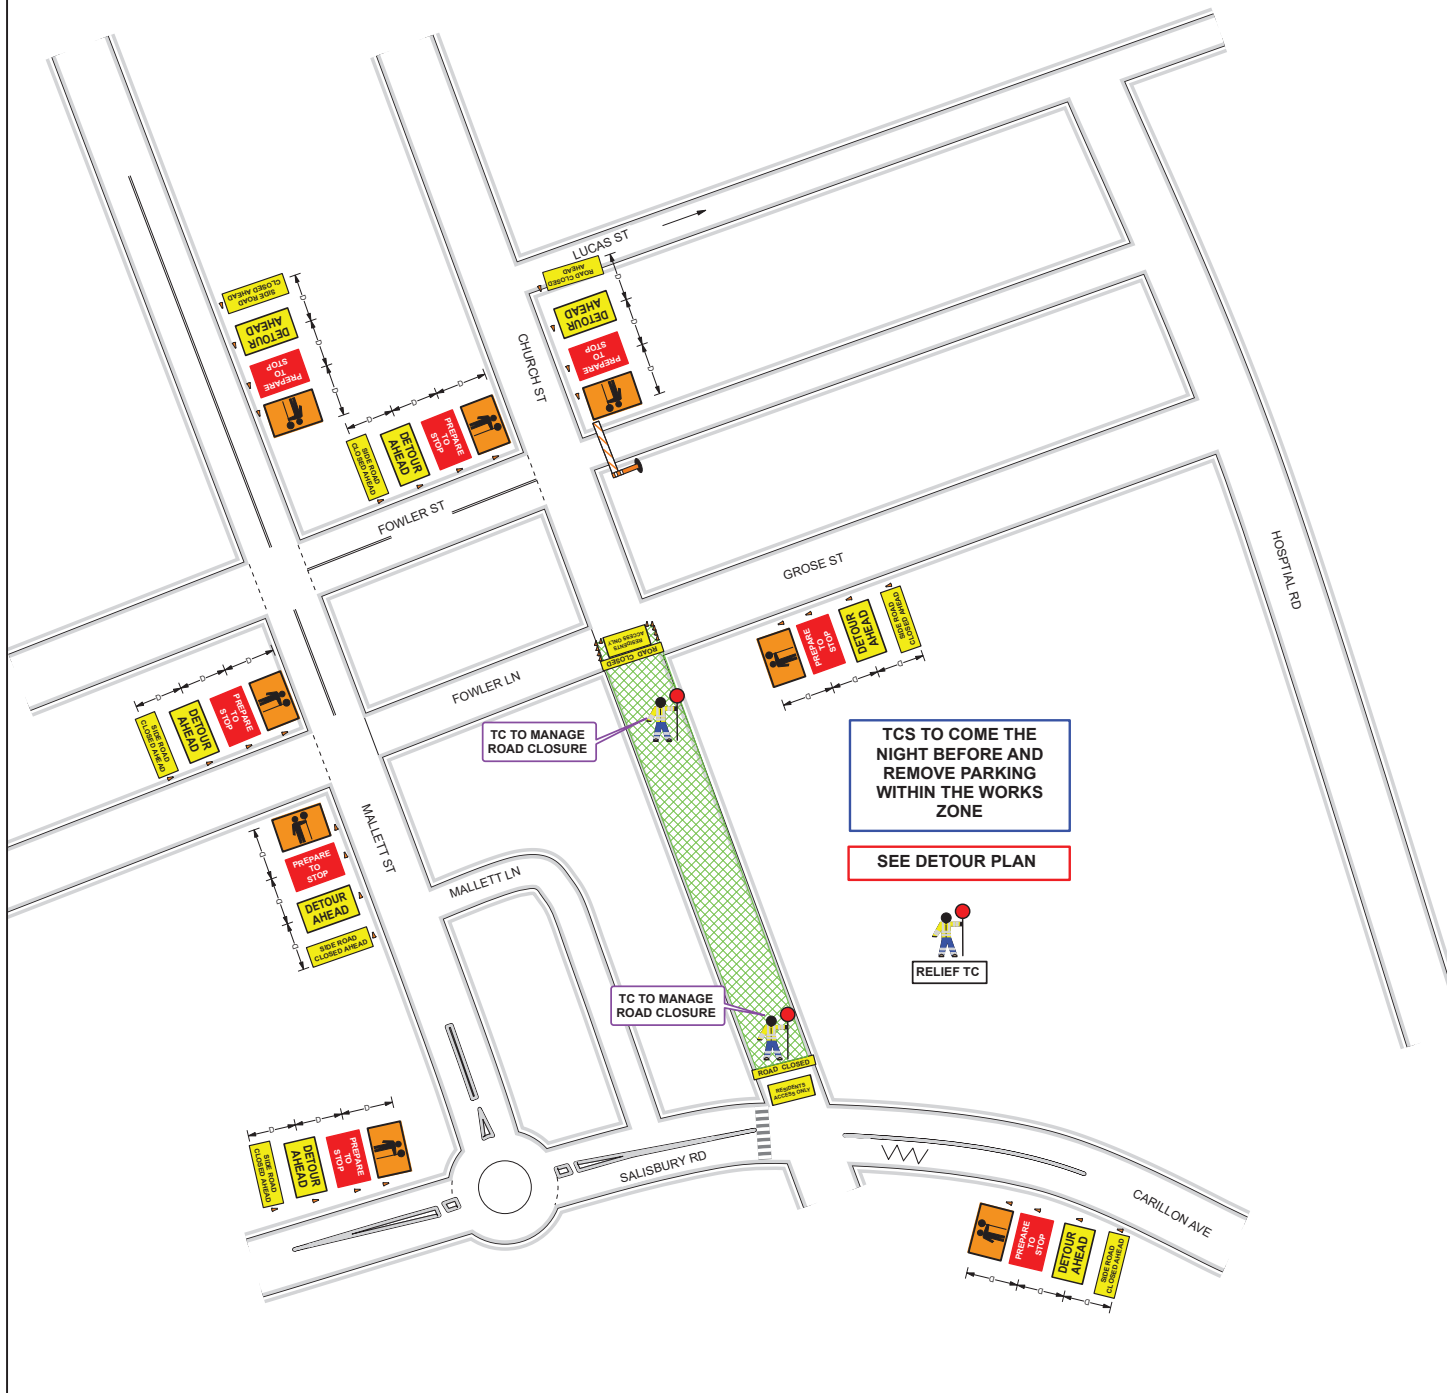 LUCAS ST
ROAD CLOSED
AHEAD
D
DETOUR
AHEAD
D
PREPARE
TO
STOP
D
SIDE ROAD
CLOSED AHEAD
D
DETOUR
AHEAD
D
PREPARE
TO
STOP
D
CHURCH ST
D
D
D
SIDE ROAD
CLOSED AHEAD
DETOUR
AHEAD
PREPARE
TO
STOP
FOWLER ST
GROSE ST
HOSPTIAL RD
PREPARE
TO
STOP
DETOUR
AHEAD
SIDE ROAD
CLOSED AHEAD
D
D
D
RESIDENTS
ACCESS ONLY
ROAD CLOSED
FOWLER LN
D
D
D
SIDE ROAD
CLOSED AHEAD
DETOUR
AHEAD
PREPARE
TO
STOP
TC TO MANAGE
ROAD CLOSURE
TCS TO COME THE
NIGHT BEFORE AND
REMOVE PARKING
WITHIN THE WORKS
ZONE
SEE DETOUR PLAN
RELIEF TC
MALLETT ST
D
PREPARE
TO
STOP
D
DETOUR
AHEAD
D
SIDE ROAD
CLOSED AHEAD
MALLETT LN
TC TO MANAGE
ROAD CLOSURE
ROAD CLOSED
RESIDENTS
ACCESS ONLY
D
D
D
SIDE ROAD
CLOSED AHEAD
DETOUR
AHEAD
PREPARE
TO
STOP
SALISBURY RD
CARILLON AVE
PREPARE
TO
STOP
DETOUR
AHEAD
SIDE ROAD
CLOSED AHEAD
D
D
D